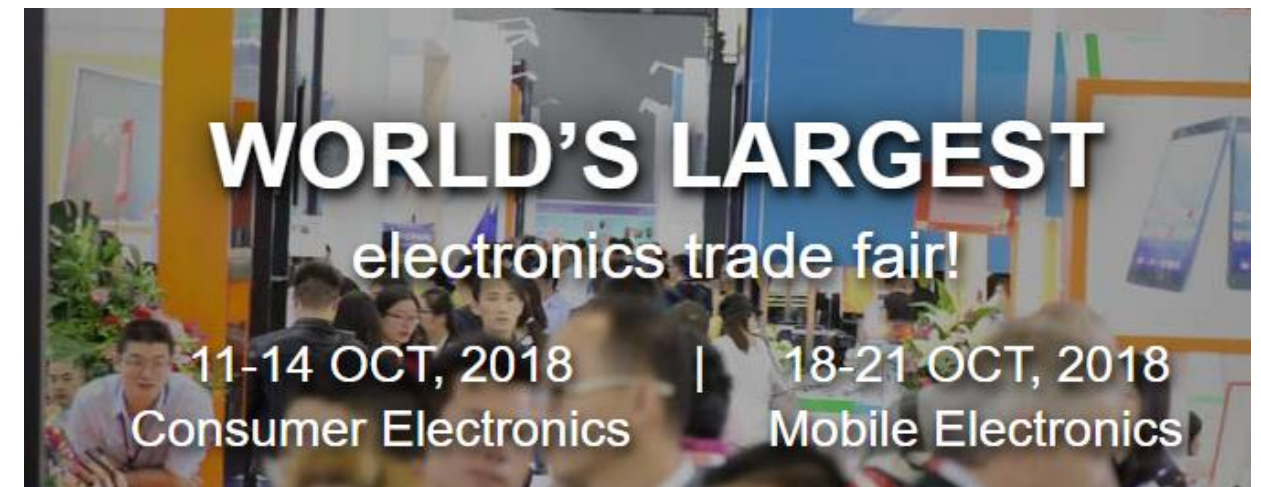 WORLD'S LARGEST
electronics trade fair!
11-14 OCT, 2018 | 18-21 OCT, 2018
Consumer Electronics Mobile Electronics